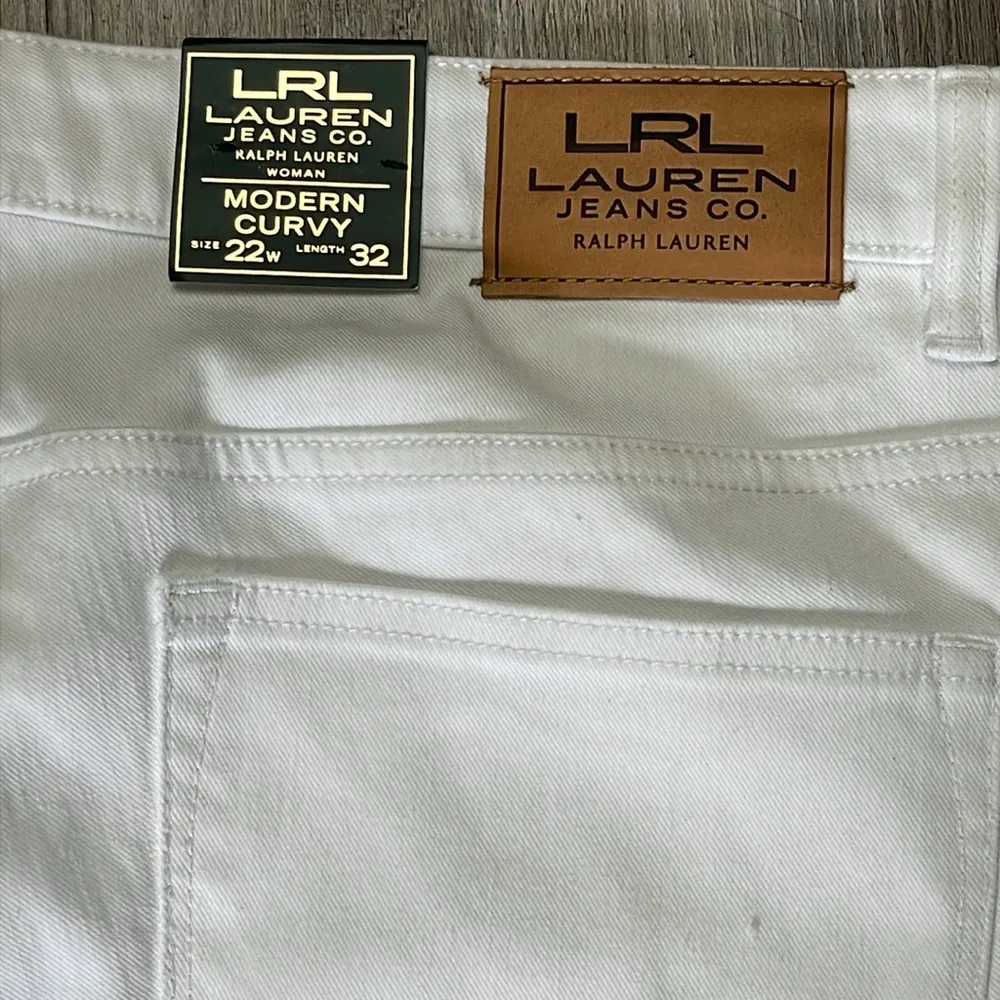 LRL
LAUREN
JEANS CO.
RALPH LAUREN
WOMAN
MODERN
CURVY
SIZE 22W LENGTH 32
LRL
LAUREN
JEANS CO.
RALPH LAUREN